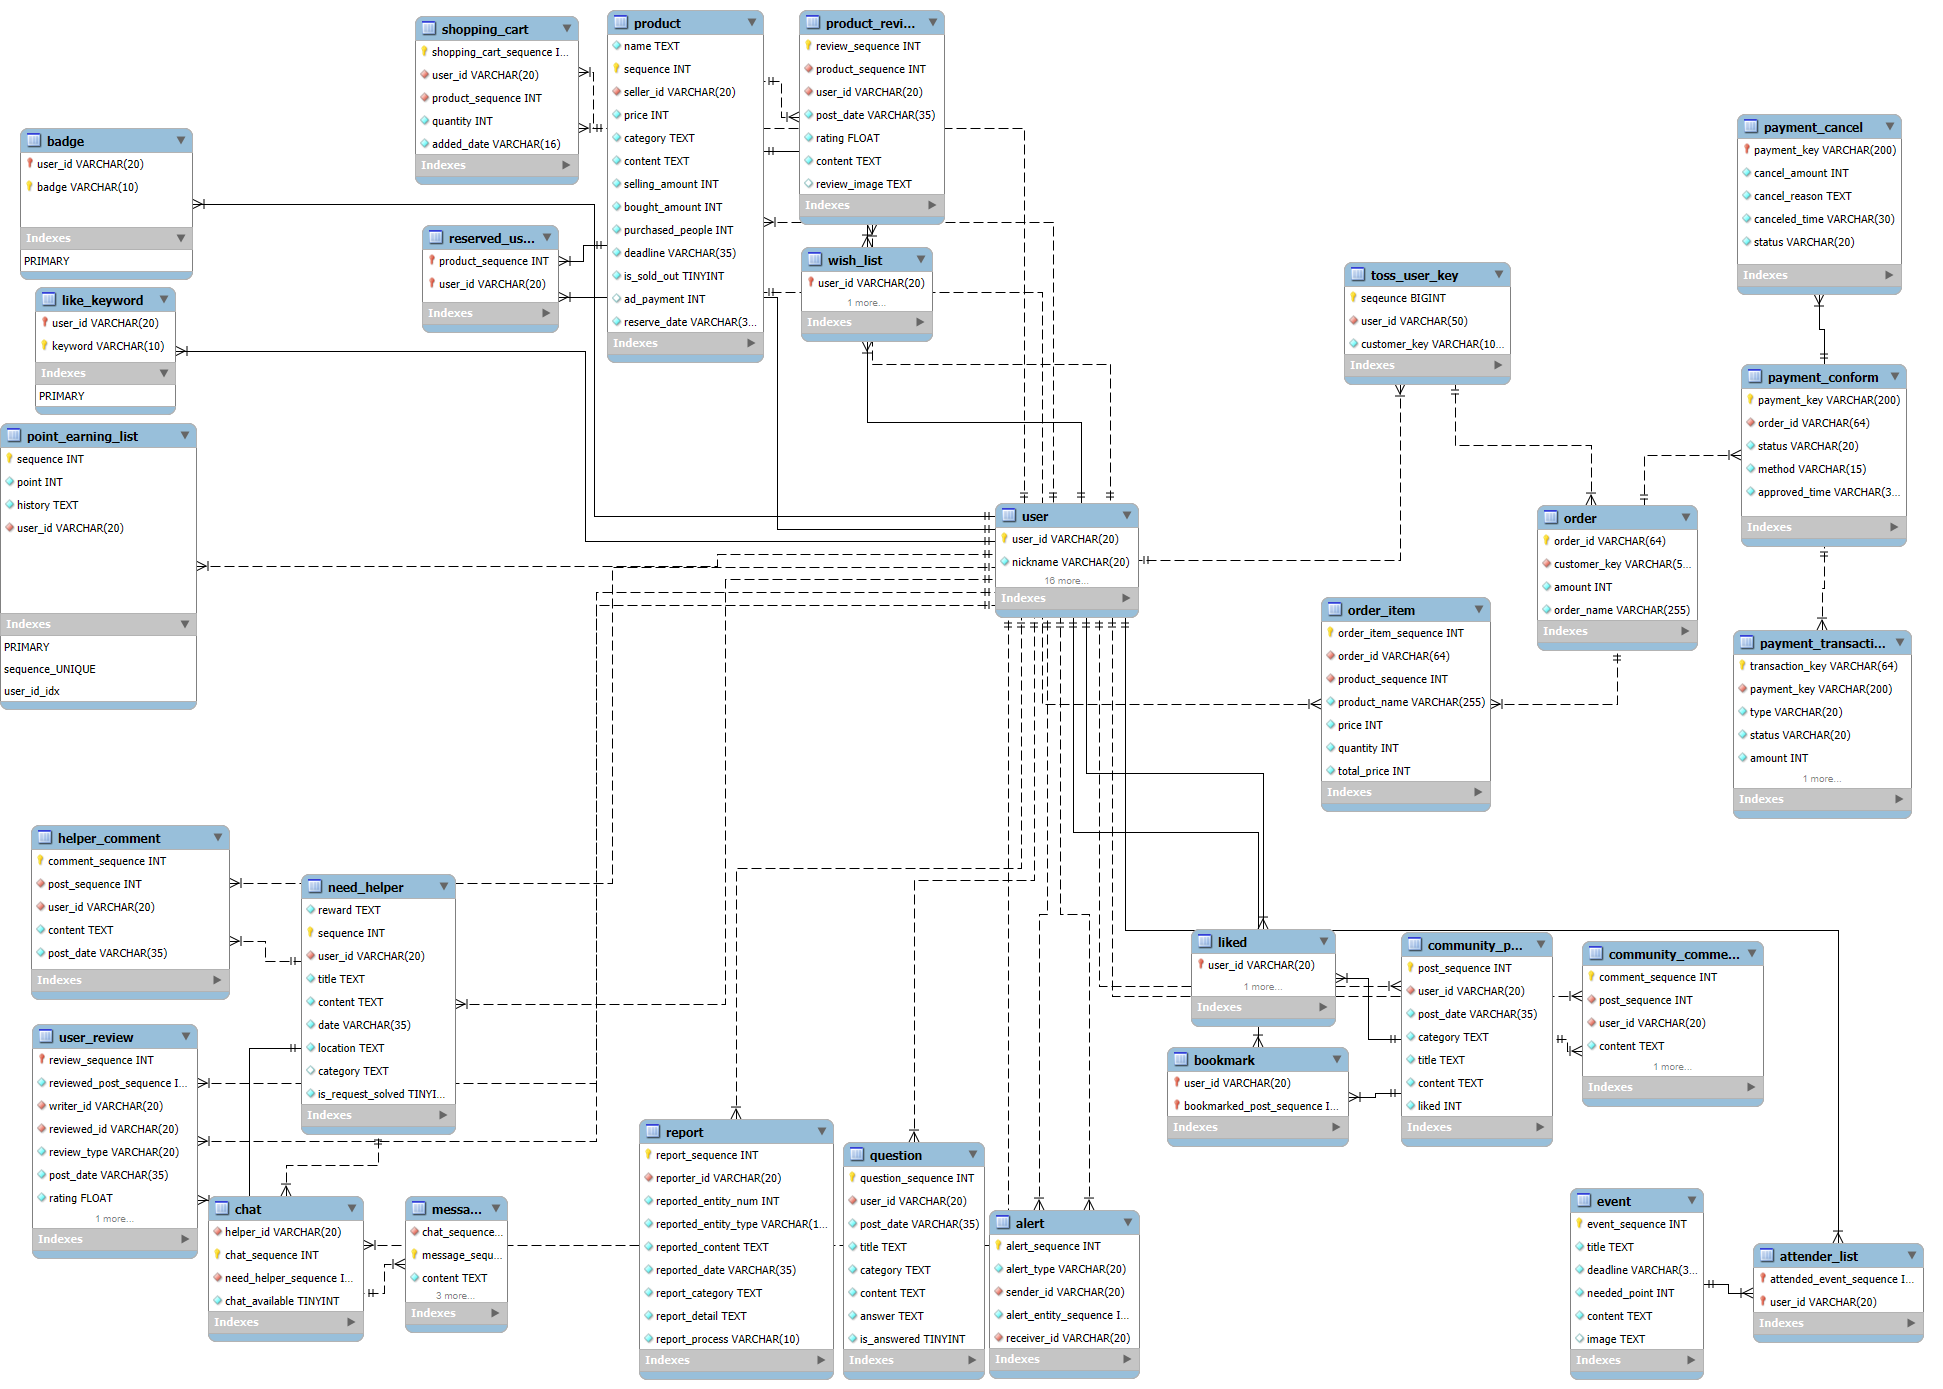 shopping_cart
shopping_cart_sequence I...
user_id VARCHAR(20)
product_sequence INT
quantity INT
added_date VARCHAR(16)
Indexes
product
name TEXT
sequence INT
seller_id VARCHAR(20)
price INT
category TEXT
content TEXT
selling_amount INT
bought_amount INT
purchased_people INT
deadline VARCHAR(35)
is_sold_out TINYINT
ad_payment INT
reserve_date VARCHAR(3...
Indexes
product_revi...
review_sequence INT
product_sequence INT
user_id VARCHAR(20)
post_date VARCHAR(35)
rating FLOAT
content TEXT
review_image TEXT
Indexes
badge
user_id VARCHAR(20)
badge VARCHAR(10)
Indexes
PRIMARY
reserved_us...
product_sequence INT
user_id VARCHAR(20)
Indexes
wish_list
user_id VARCHAR(20)
1 more...
Indexes
like_keyword
user_id VARCHAR(20)
keyword VARCHAR(10)
Indexes
PRIMARY
point_earning_list
sequence INT
point INT
history TEXT
user_id VARCHAR(20)
Indexes
PRIMARY
sequence_UNIQUE
user_id_idx
payment_cancel
payment_key VARCHAR(200)
cancel_amount INT
cancel_reason TEXT
canceled_time VARCHAR(30)
status VARCHAR(20)
Indexes
toss_user_key
seqeunce BIGINT
user_id VARCHAR(50)
customer_key VARCHAR(10...
Indexes
payment_conform
payment_key VARCHAR(200)
order_id VARCHAR(64)
status VARCHAR(20)
method VARCHAR(15)
approved_time VARCHAR(3...
Indexes
user
user_id VARCHAR(20)
nickname VARCHAR(20)
16 more...
Indexes
order
order_id VARCHAR(64)
customer_key VARCHAR(5...
amount INT
order_name VARCHAR(255)
Indexes
order_item
order_item_sequence INT
order_id VARCHAR(64)
product_sequence INT
product_name VARCHAR(255)
price INT
quantity INT
total_price INT
Indexes
payment_transacti...
transaction_key VARCHAR(64)
payment_key VARCHAR(200)
type VARCHAR(20)
status VARCHAR(20)
amount INT
1 more...
Indexes
helper_comment
comment_sequence INT
post_sequence INT
user_id VARCHAR(20)
content TEXT
post_date VARCHAR(35)
Indexes
need_helper
reward TEXT
sequence INT
user_id VARCHAR(20)
title TEXT
content TEXT
date VARCHAR(35)
location TEXT
category TEXT
is_request_solved TINYI...
Indexes
user_review
review_sequence INT
reviewed_post_sequence I...
writer_id VARCHAR(20)
reviewed_id VARCHAR(20)
review_type VARCHAR(20)
post_date VARCHAR(35)
rating FLOAT
1 more...
Indexes
chat
helper_id VARCHAR(20)
chat_sequence INT
need_helper_sequence I...
chat_available TINYINT
Indexes
messa...
chat_sequence...
message_sequ...
content TEXT
3 more...
Indexes
report
report_sequence INT
reporter_id VARCHAR(20)
reported_entity_num INT
reported_entity_type VARCHAR(1...
reported_content TEXT
reported_date VARCHAR(35)
report_category TEXT
report_detail TEXT
report_process VARCHAR(10)
Indexes
question
question_sequence INT
user_id VARCHAR(20)
post_date VARCHAR(35)
title TEXT
category TEXT
content TEXT
answer TEXT
is_answered TINYINT
Indexes
alert
alert_sequence INT
alert_type VARCHAR(20)
sender_id VARCHAR(20)
alert_entity_sequence I...
receiver_id VARCHAR(20)
Indexes
liked
user_id VARCHAR(20)
1 more...
Indexes
bookmark
user_id VARCHAR(20)
bookmarked_post_sequence I...
Indexes
community_p...
post_sequence INT
user_id VARCHAR(20)
post_date VARCHAR(35)
category TEXT
title TEXT
content TEXT
liked INT
Indexes
community_comme...
comment_sequence INT
post_sequence INT
user_id VARCHAR(20)
content TEXT
1 more...
Indexes
event
event_sequence INT
title TEXT
deadline VARCHAR(3...
needed_point INT
content TEXT
image TEXT
Indexes
attender_list
attended_event_sequence I...
user_id VARCHAR(20)
Indexes